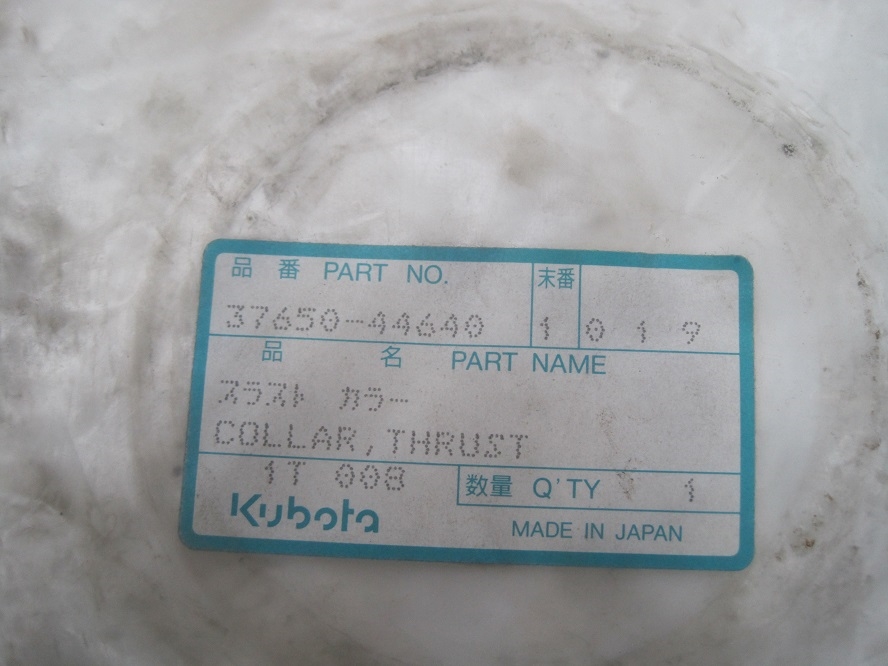 品 番 PART NO. 末番
37650-44640 1 0 1 9
品 名 PART NAME
スラスト カラー
COLLAR,THRUST
1T 008 数量 Q'TY 1
Kubota MADE IN JAPAN